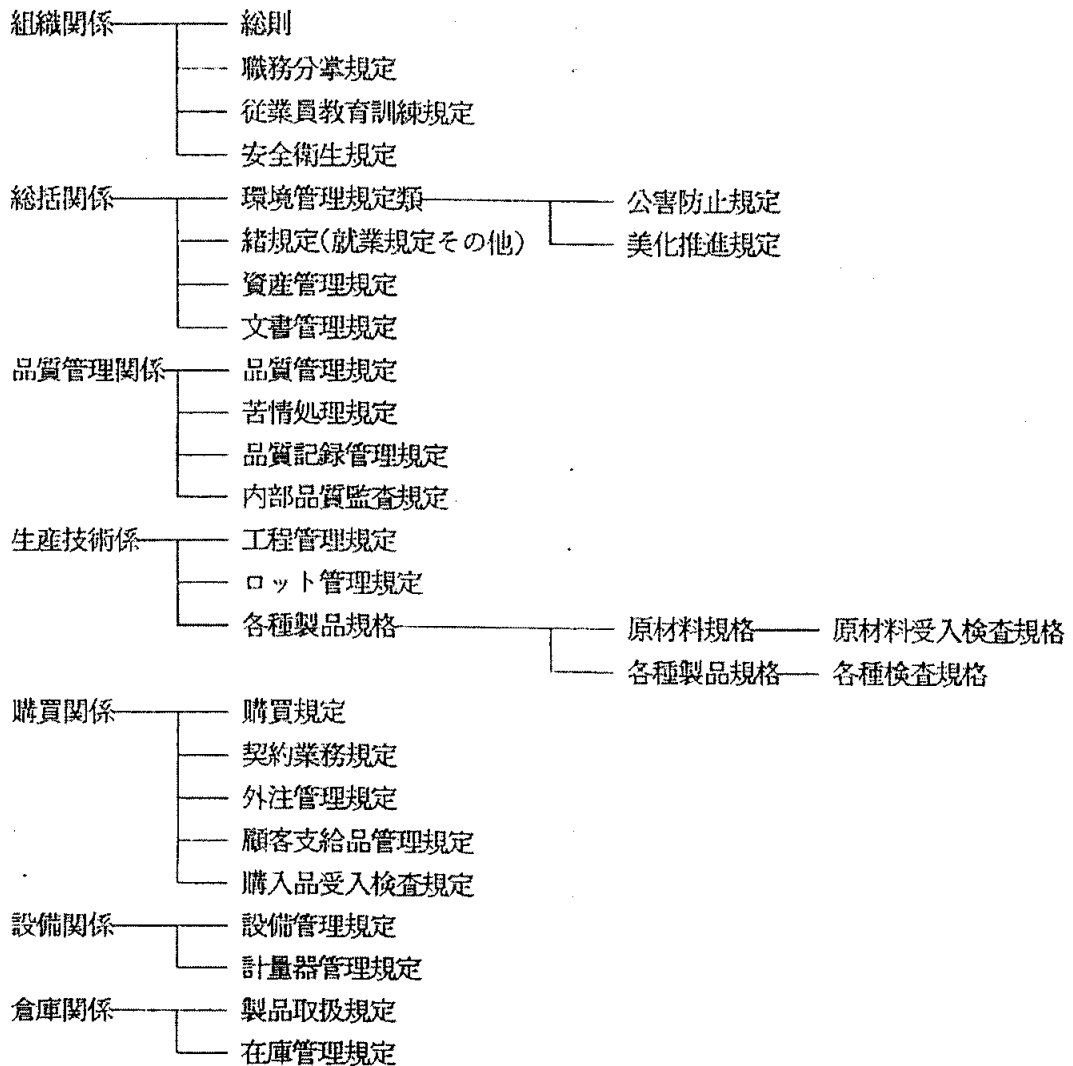 組織関係 総則
職務分掌規定
従業員教育訓練規定
安全衛生規定
総括関係 環境管理規定類 公害防止規定
緒規定(就業規定その他) 美化推進規定
資産管理規定
文書管理規定
品質管理関係 品質管理規定
苦情処理規定
品質記録管理規定
内部品質監査規定
生産技術係 工程管理規定
ロット管理規定
各種製品規格 原材料規格 原材料受入検査規格
各種製品規格 各種検査規格
購買関係 購買規定
契約業務規定
外注管理規定
顧客支給品管理規定
購入品受入検査規定
設備関係 設備管理規定
計量器管理規定
倉庫関係 製品取扱規定
在庫管理規定